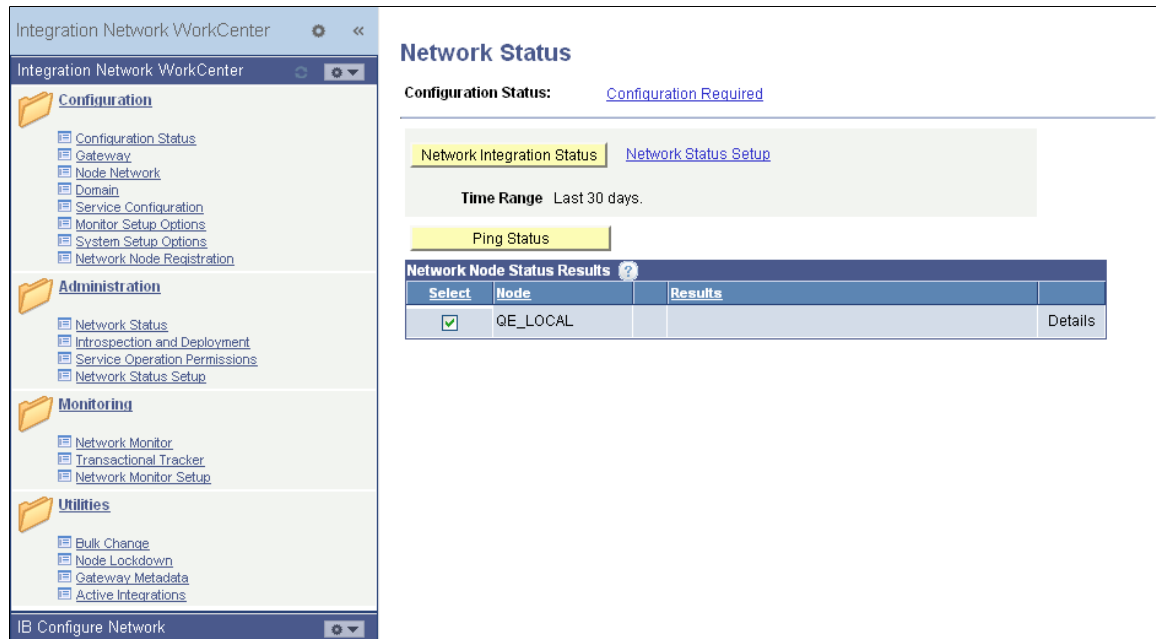 Integration Network WorkCenter
Integration Network WorkCenter
Configuration
Configuration Status
Gateway
Node Network
Domain
Service Configuration
Monitor Setup Options
System Setup Options
Network Node Registration
Administration
Network Status
Introspection and Deployment
Service Operation Permissions
Network Status Setup
Monitoring
Network Monitor
Transactional Tracker
Network Monitor Setup
Utilities
Bulk Change
Node Lockdown
Gateway Metadata
Active Integrations
IB Configure Network
Network Status
Configuration Status: Configuration Required
Network Integration Status Network Status Setup
Time Range Last 30 days.
Ping Status
Network Node Status Results ?
Select Node Results
QE_LOCAL Details